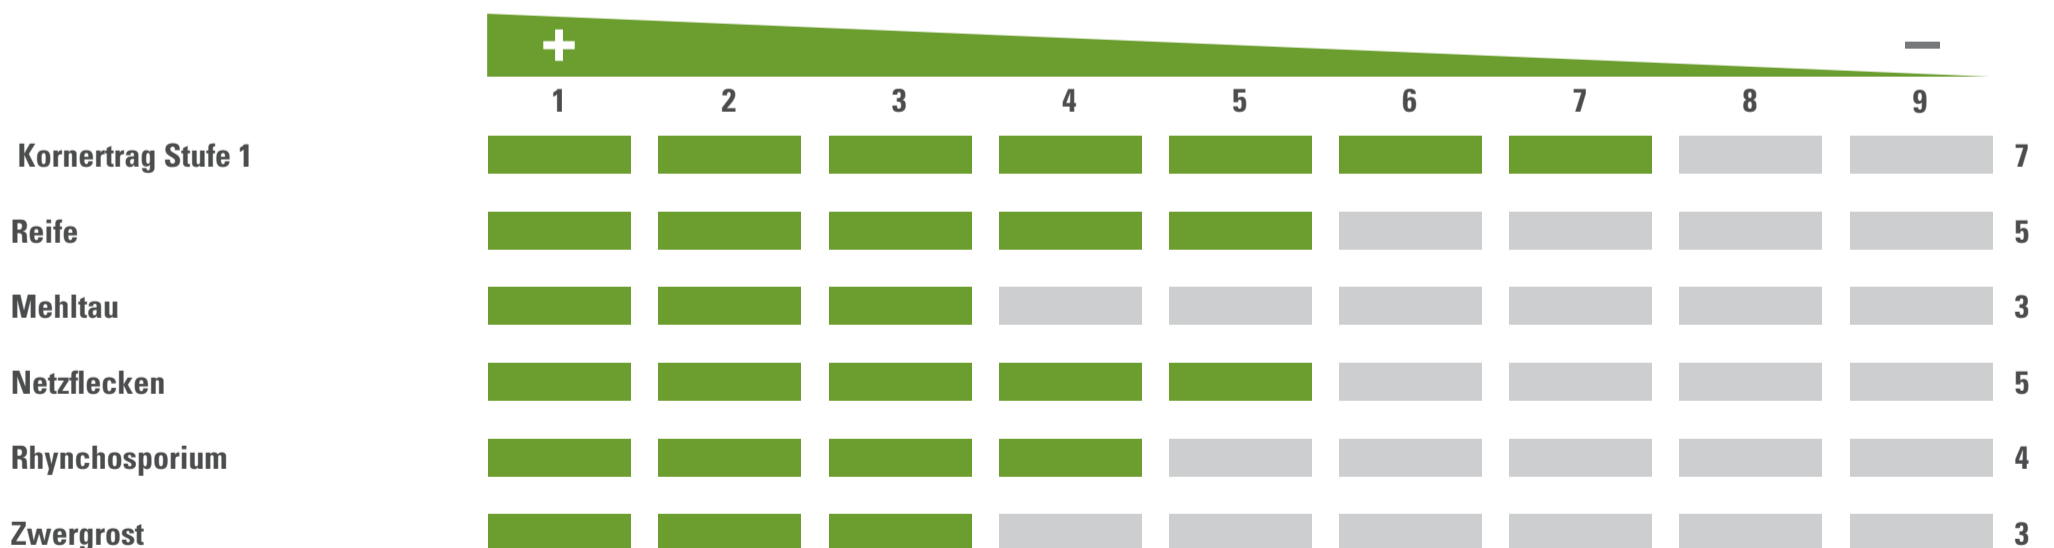 + –
1 2 3 4 5 6 7 8 9
Kornertrag Stufe 1 7
Reife 5
Mehltau 3
Netzflecken 5
Rhynchosporium 4
Zwergrost 3